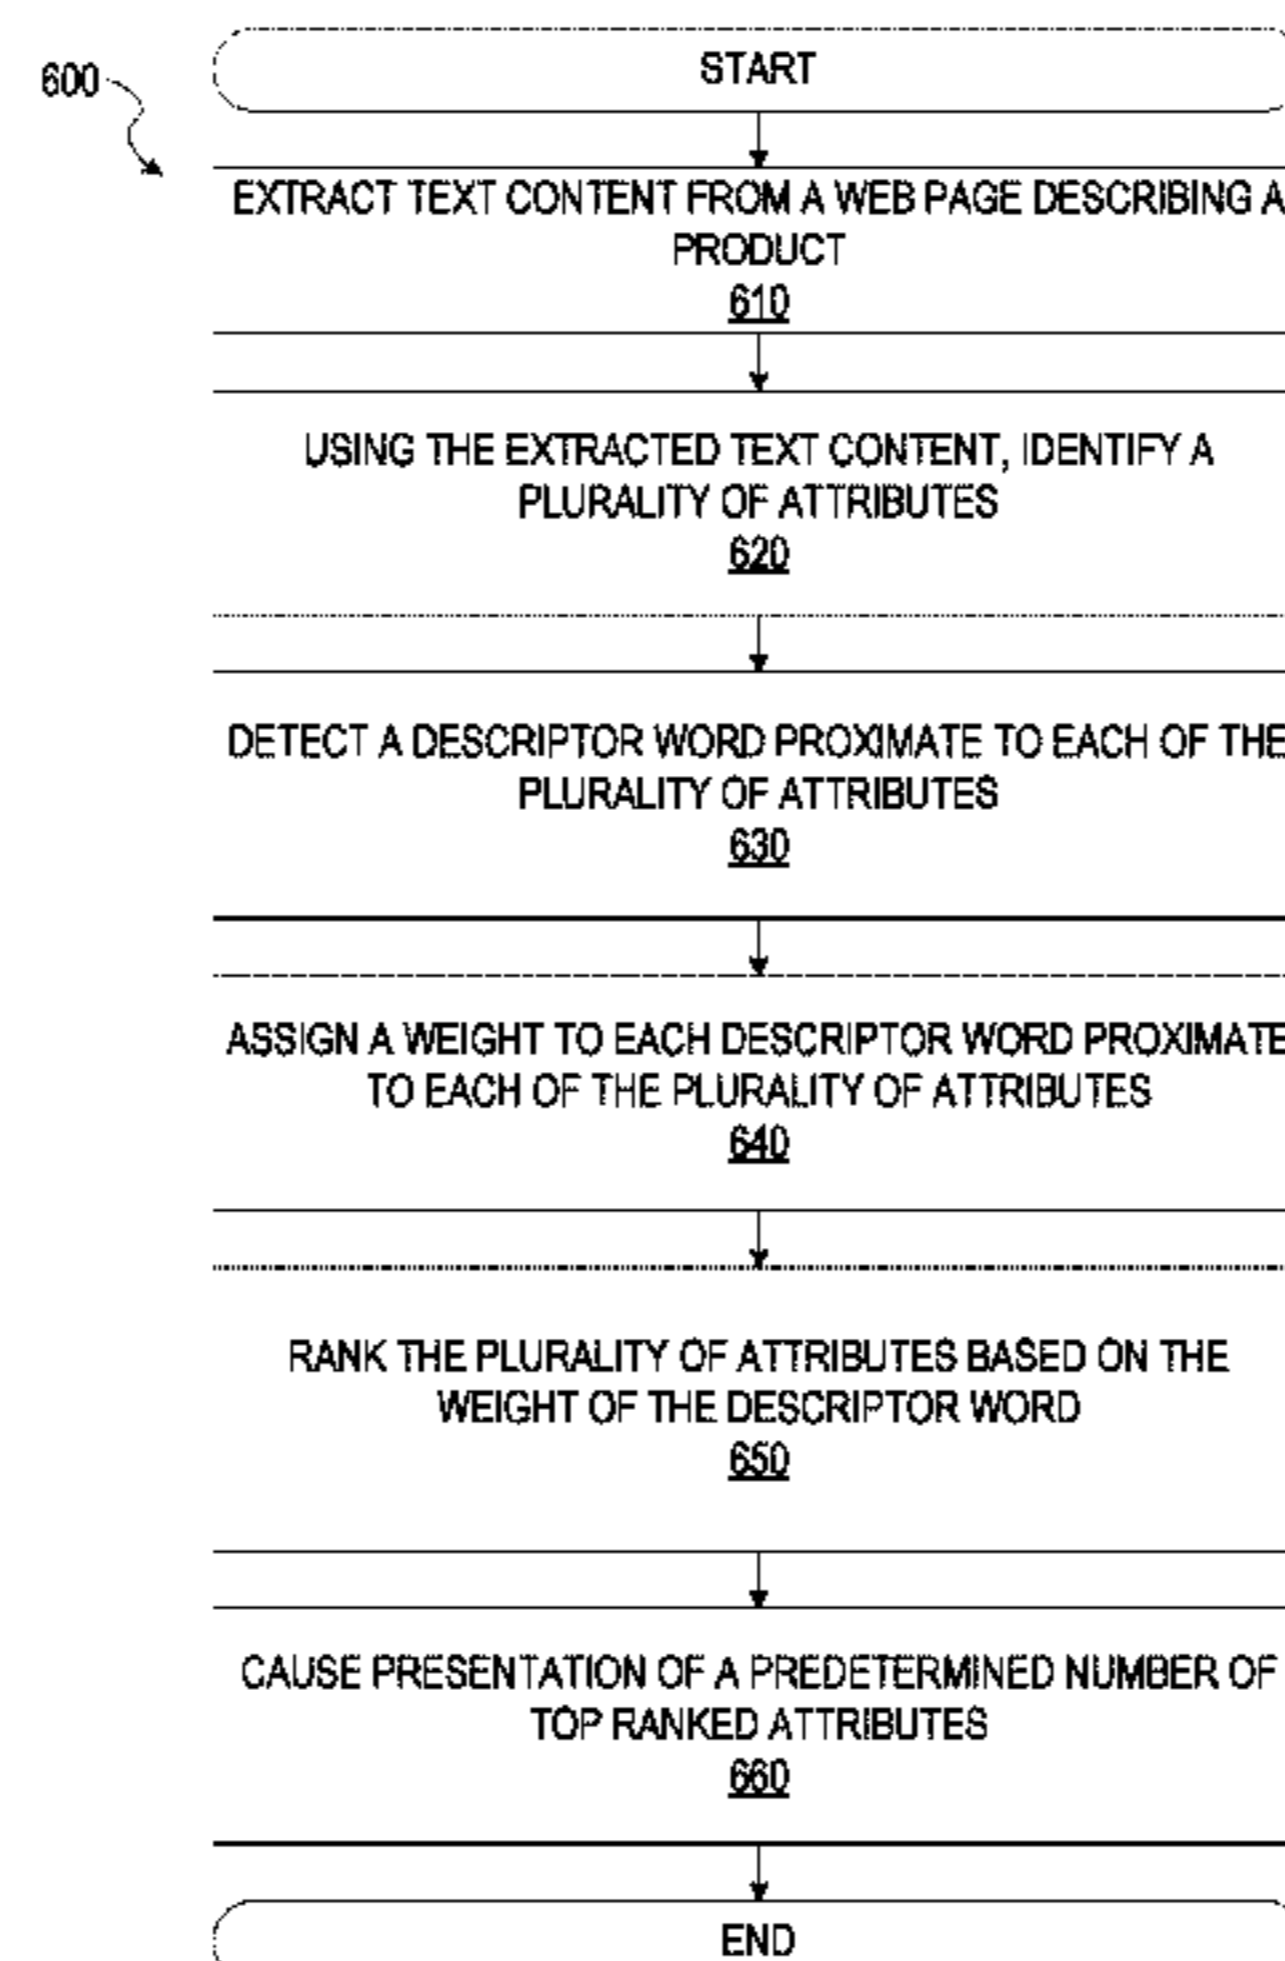 600
START
EXTRACT TEXT CONTENT FROM A WEB PAGE DESCRIBING A
PRODUCT
610
USING THE EXTRACTED TEXT CONTENT, IDENTIFY A
PLURALITY OF ATTRIBUTES
620
DETECT A DESCRIPTOR WORD PROXIMATE TO EACH OF THE
PLURALITY OF ATTRIBUTES
630
ASSIGN A WEIGHT TO EACH DESCRIPTOR WORD PROXIMATE
TO EACH OF THE PLURALITY OF ATTRIBUTES
640
RANK THE PLURALITY OF ATTRIBUTES BASED ON THE
WEIGHT OF THE DESCRIPTOR WORD
650
CAUSE PRESENTATION OF A PREDETERMINED NUMBER OF
TOP RANKED ATTRIBUTES
660
END